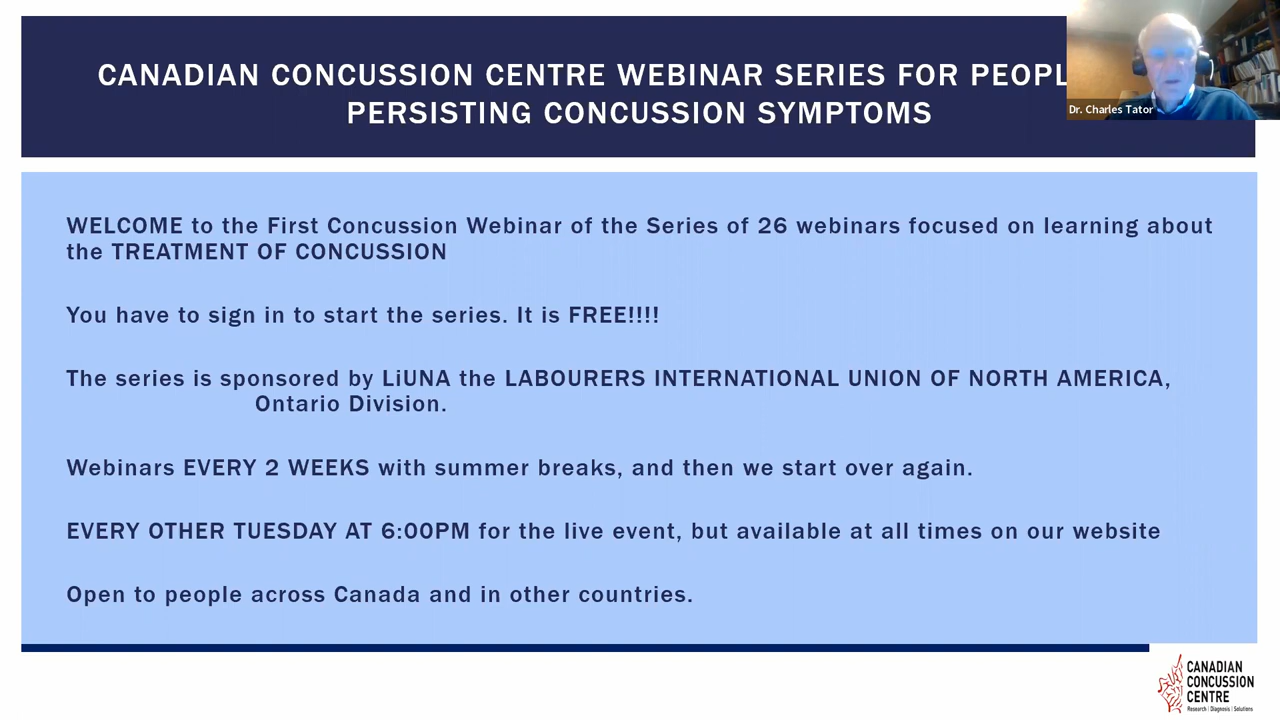 CANADIAN CONCUSSION CENTRE WEBINAR SERIES FOR PEOPL
PERSISTING CONCUSSION SYMPTOMS
Dr. Charles Tator
WELCOME to the First Concussion Webinar of the Series of 26 webinars focused on learning about
the TREATMENT OF CONCUSSION
You have to sign in to start the series. It is FREE!!!!
The series is sponsored by LiUNA the LABOURERS INTERNATIONAL UNION OF NORTH AMERICA,
Ontario Division.
Webinars EVERY 2 WEEKS with summer breaks, and then we start over again.
EVERY OTHER TUESDAY AT 6:00PM for the live event, but available at all times on our website
Open to people across Canada and in other countries.
CANADIAN
CONCUSSION
CENTRE
Research | Diagnosis | Solutions